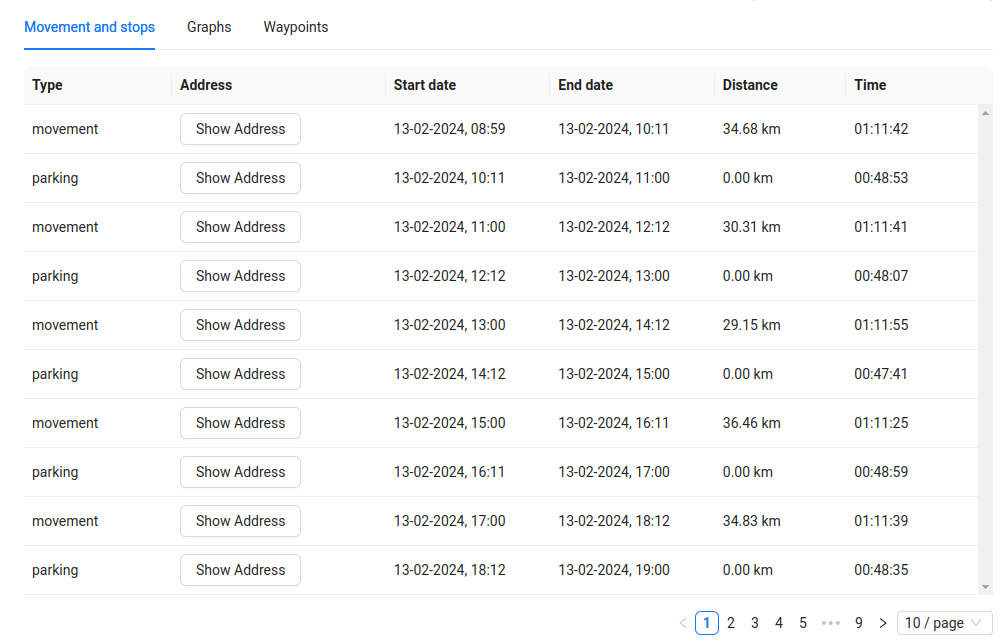 Movement and stops Graphs Waypoints
Type Address Start date End date Distance Time
movement Show Address 13-02-2024, 08:59 13-02-2024, 10:11 34.68 km 01:11:42
parking Show Address 13-02-2024, 10:11 13-02-2024, 11:00 0.00 km 00:48:53
movement Show Address 13-02-2024, 11:00 13-02-2024, 12:12 30.31 km 01:11:41
parking Show Address 13-02-2024, 12:12 13-02-2024, 13:00 0.00 km 00:48:07
movement Show Address 13-02-2024, 13:00 13-02-2024, 14:12 29.15 km 01:11:55
parking Show Address 13-02-2024, 14:12 13-02-2024, 15:00 0.00 km 00:47:41
movement Show Address 13-02-2024, 15:00 13-02-2024, 16:11 36.46 km 01:11:25
parking Show Address 13-02-2024, 16:11 13-02-2024, 17:00 0.00 km 00:48:59
movement Show Address 13-02-2024, 17:00 13-02-2024, 18:12 34.83 km 01:11:39
parking Show Address 13-02-2024, 18:12 13-02-2024, 19:00 0.00 km 00:48:35
< 1 2 3 4 5 ••• 9 > 10 / page